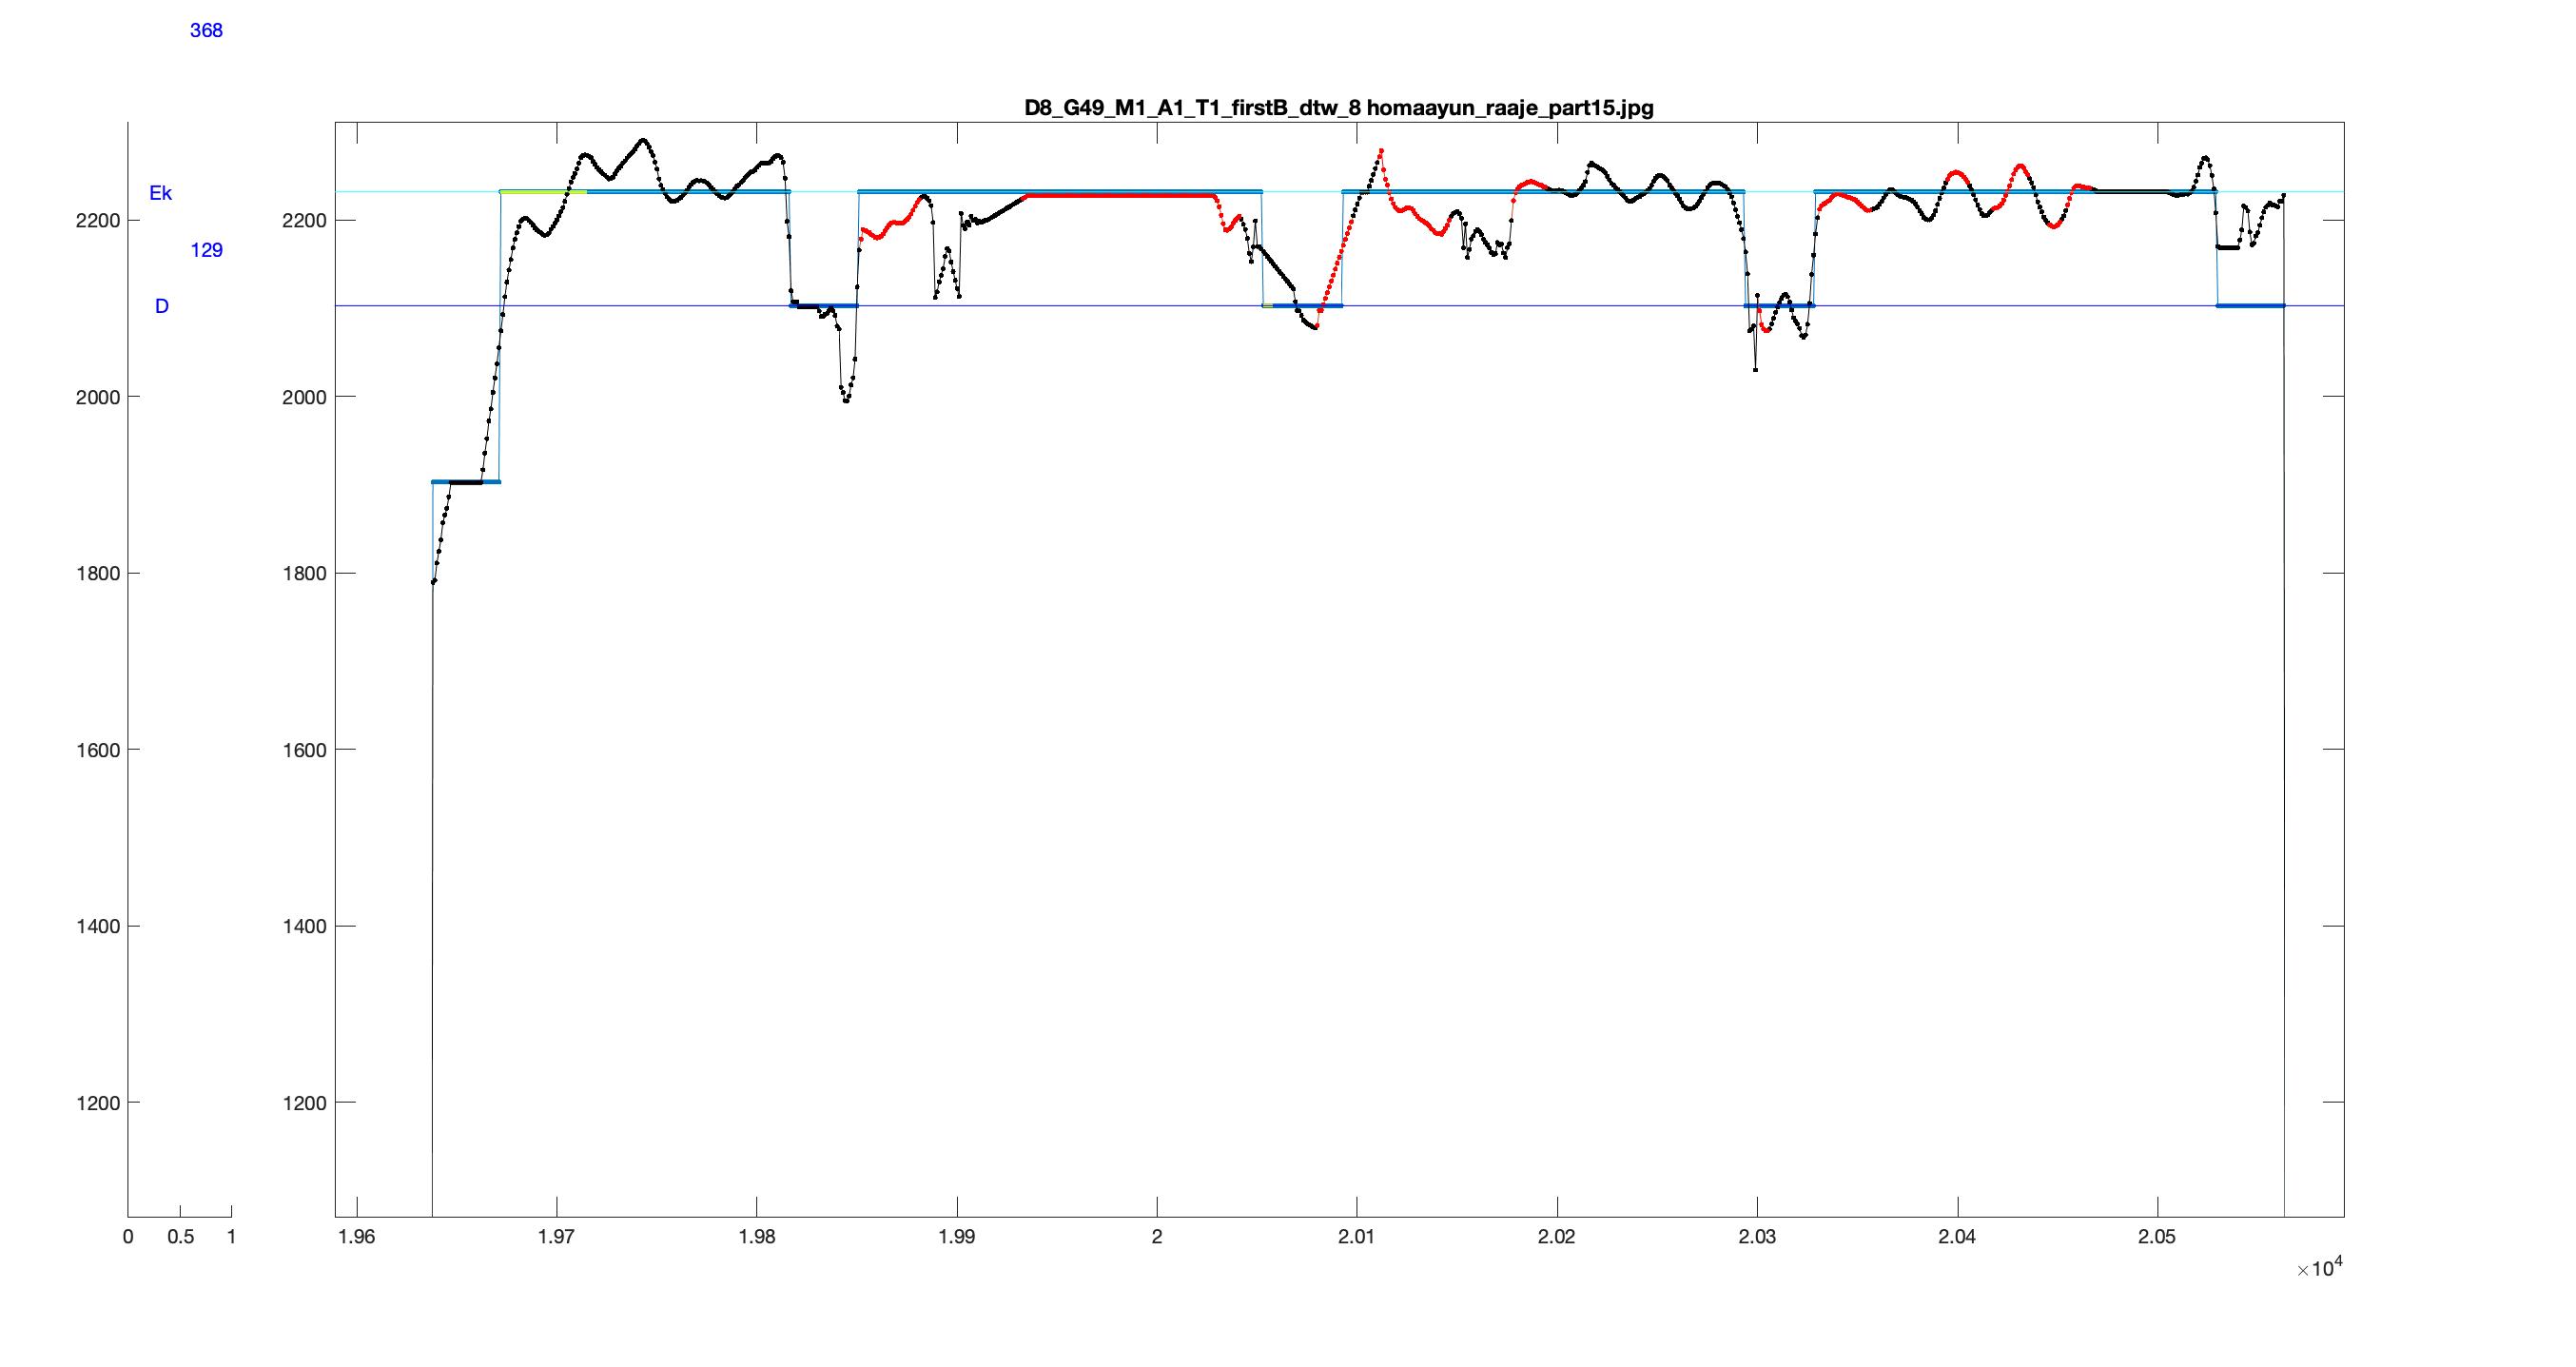 368
D8_G49_M1_A1_T1_firstB_dtw_8 homaayun_raaje_part15.jpg
Ek
2200 2200
129
D
2000 2000
1800 1800
1600 1600
1400 1400
1200 1200
0 0.5 1 1.96 1.97 1.98 1.99 2 2.01 2.02 2.03 2.04 2.05
×10⁴